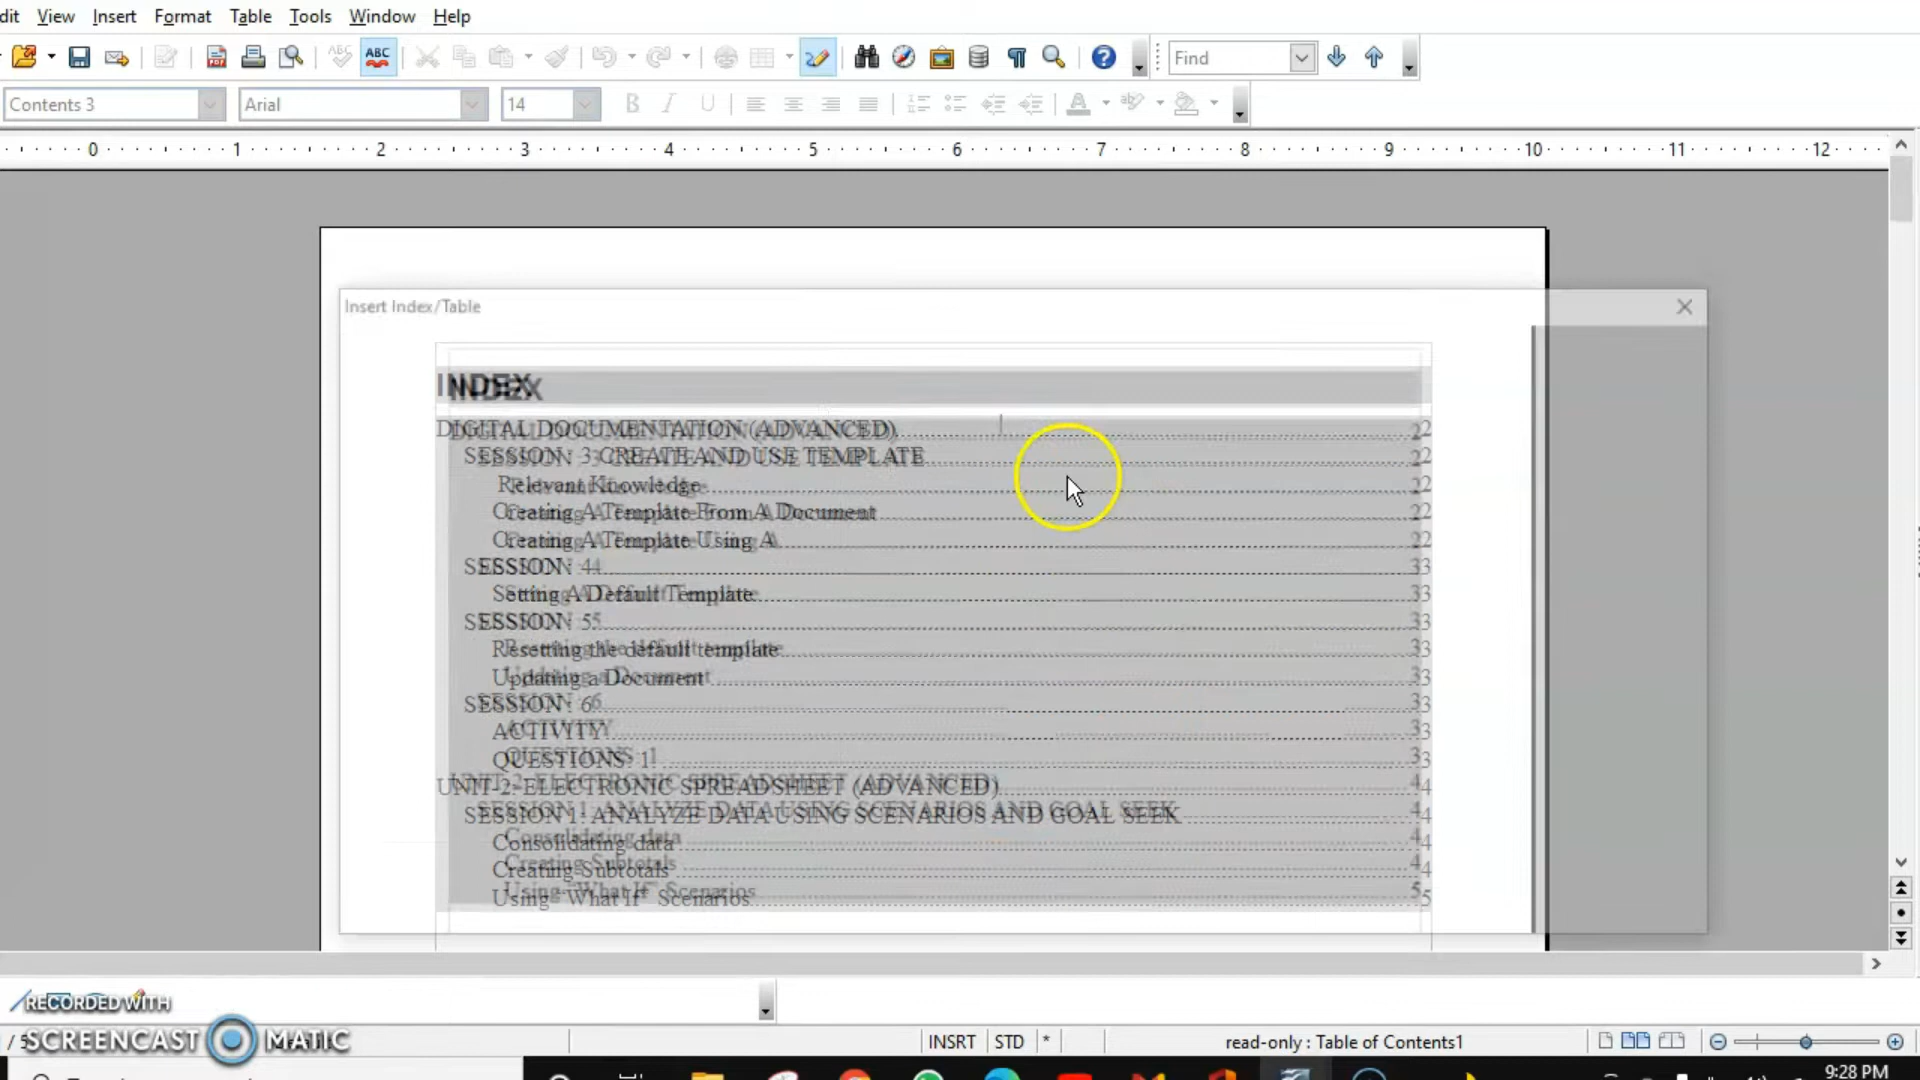 dit View Insert Format Table Tools Window Help
ABC ABC Find
Contents 3 Arial 14 B I U A
0 1 2 3 4 5 6 7 8 9 10 11 12
Insert Index/Table
INDEX
DIGITAL DOCUMENTATION (ADVANCED) 2
SESSION : 3 CREATE AND USE TEMPLATE 2
Relevant Knowledge 2
Creating A Template From A Document 2
Creating A Template Using A 2
SESSION : 4 3
Setting A Default Template 3
SESSION : 5 3
Resetting the default template 3
Updating a Document 3
SESSION : 6 3
ACTIVITY 3
QUESTIONS: 1 3
UNIT-2- ELECTRONIC SPREADSHEET (ADVANCED) 4
SESSION 1: ANALYZE DATA USING SCENARIOS AND GOAL SEEK 4
Consolidating data 4
Creating Subtotals 4
Using "What If" Scenarios 5
RECORDED WITH
SCREENCAST MATIC
INSRT STD * read-only : Table of Contents1
9:28 PM